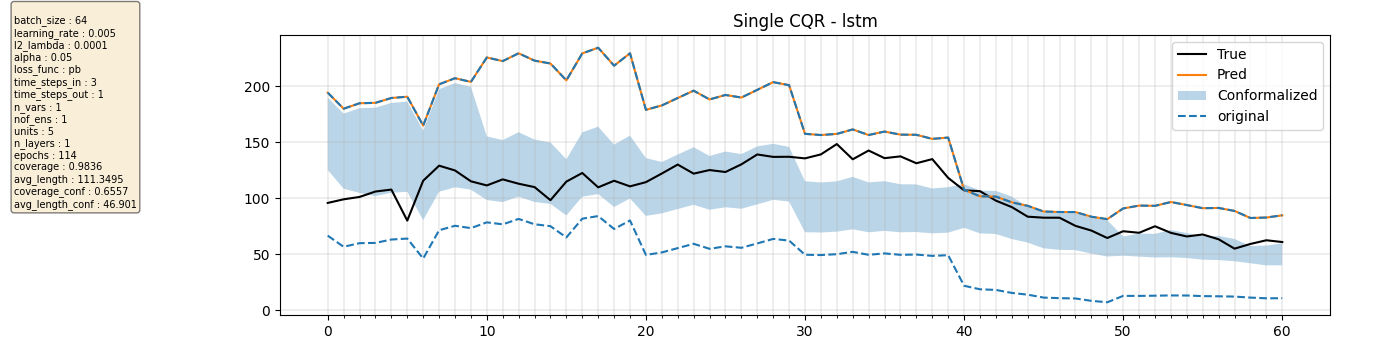 batch_size : 64
learning_rate : 0.005
l2_lambda : 0.0001
alpha : 0.05
loss_func : pb
time_steps_in : 3
time_steps_out : 1
n_vars : 1
nof_ens : 1
units : 5
n_layers : 1
epochs : 114
coverage : 0.9836
avg_length : 111.3495
coverage_conf : 0.6557
avg_length_conf : 46.901
Single CQR - lstm
True
Pred
Conformalized
original
200
150
100
50
0
0 10 20 30 40 50 60